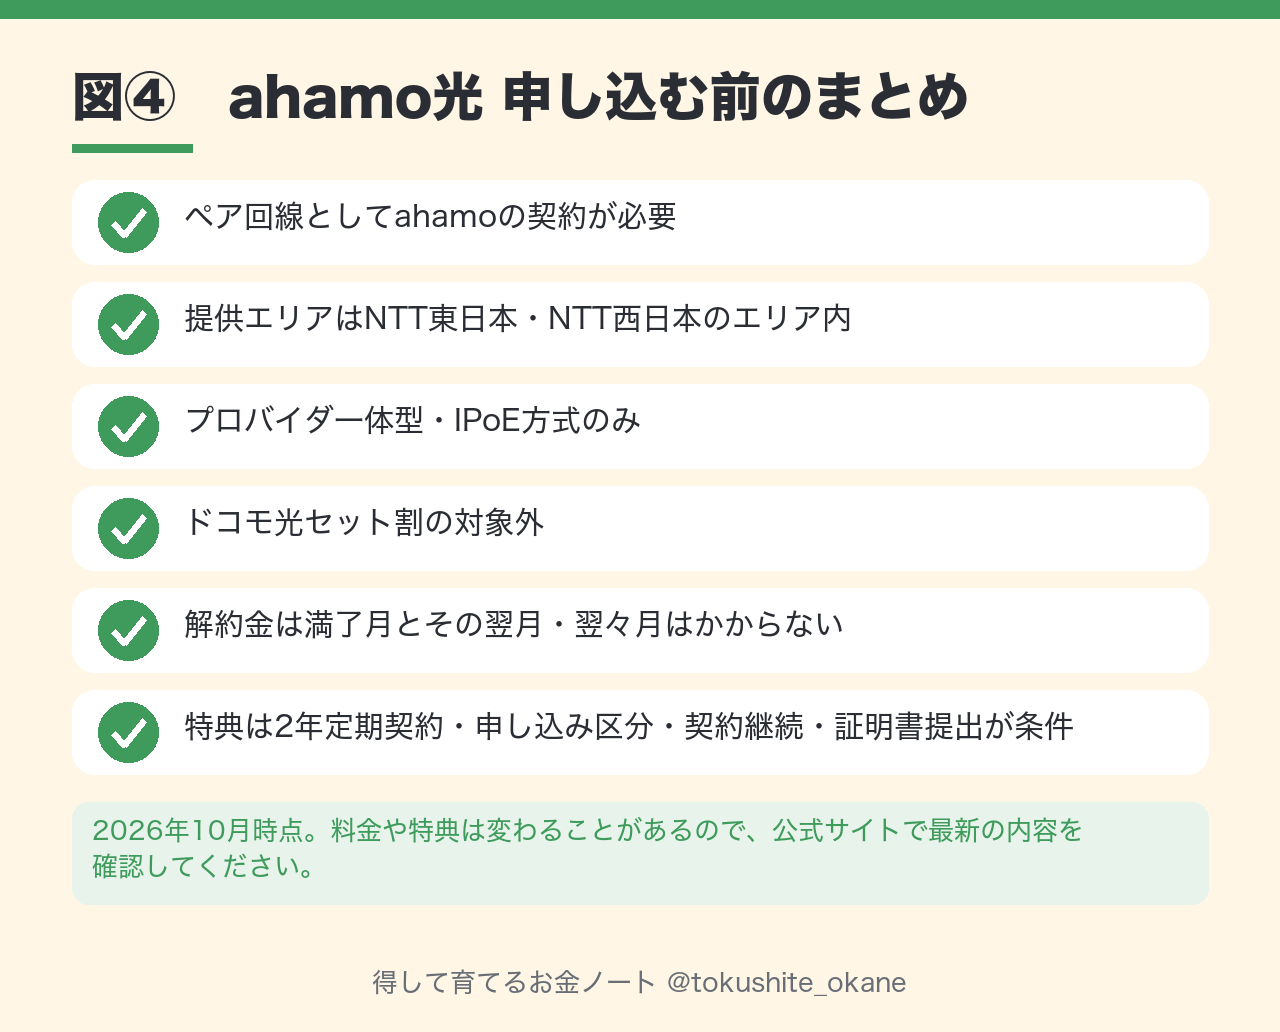 図④　ahamo光 申し込む前のまとめ
ペア回線としてahamoの契約が必要
提供エリアはNTT東日本・NTT西日本のエリア内
プロバイダ一体型・IPoE方式のみ
ドコモ光セット割の対象外
解約金は満了月とその翌月・翌々月はかからない
特典は2年定期契約・申し込み区分・契約継続・証明書提出が条件
2026年10月時点。料金や特典は変わることがあるので、公式サイトで最新の内容を
確認してください。
得して育てるお金ノート @tokushite_okane